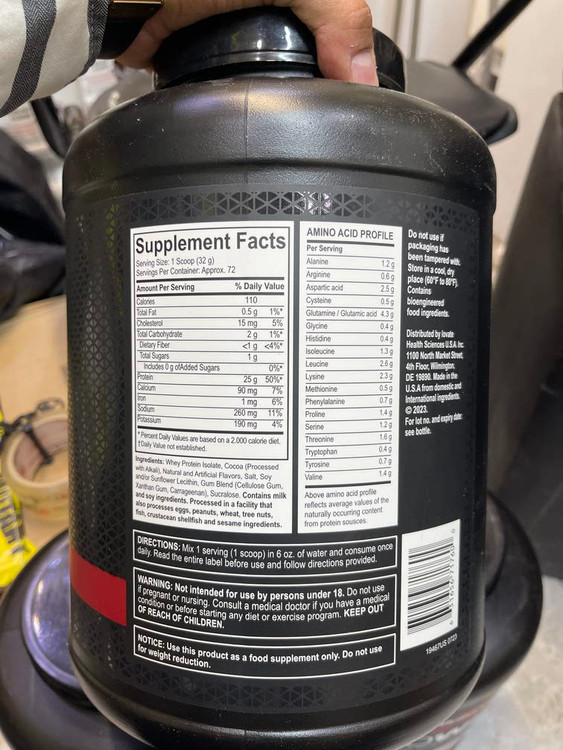 Supplement Facts
Serving Size: 1 Scoop (32 g)
Servings Per Container: Approx. 72
Amount Per Serving % Daily Value
Calories 110
Total Fat 0.5 g 1%*
Cholesterol 15 mg 5%
Total Carbohydrate 2 g 1%*
Dietary Fiber <1 g <4%*
Total Sugars 1 g
Includes 0 g ofAdded Sugars 0%*
Protein 25 g 50%*
Calcium 90 mg 7%
Iron 1 mg 6%
Sodium 260 mg 11%
Potassium 190 mg 4%
* Percent Daily Values are based on a 2.000 calorie diet.
† Daily Value not established.
Ingredients: Whey Protein Isolate, Cocoa (Processed
with Alkali), Natural and Artificial Flavors, Salt, Soy
and/or Sunflower Lecithin, Gum Blend (Cellulose Gum,
Xanthan Gum, Carrageenan), Sucralose. Contains milk
and soy ingredients. Processed in a facility that
also processes eggs, peanuts, wheat, tree nuts,
fish, crustacean shellfish and sesame ingredients.
AMINO ACID PROFILE
Per Serving
Alanine 1.2 g
Arginine 0.6 g
Aspartic acid 2.5 g
Cysteine 0.5 g
Glutamine / Glutamic acid 4.3 g
Glycine 0.4 g
Histidine 0.4 g
Isoleucine 1.3 g
Leucine 2.6 g
Lysine 2.3 g
Methionine 0.5 g
Phenylalanine 0.7 g
Proline 1.4 g
Serine 1.2 g
Threonine 1.6 g
Tryptophan 0.4 g
Tyrosine 0.7 g
Valine 1.4 g
Above amino acid profile
reflects average values of the
naturally occurring content
from protein sousces.
Do not use if
packaging has
been tampered with.
Store in a cool, dry
place (60°F to 80°F).
Contains
bioengineered
food ingredients.
Distributed by Iovate
Health Sciences U.S.A. Inc.
1100 North Market Street,
4th Floor, Wilmington,
DE 19890. Made in the
U.S.A from domestic and
International ingredients.
© 2023.
For lot no. and expiry date:
see bottle.
DIRECTIONS: Mix 1 serving (1 scoop) in 6 oz. of water and consume once
daily. Read the entire label before use and follow directions provided.
WARNING: Not intended for use by persons under 18. Do not use
if pregnant or nursing. Consult a medical doctor if you have a medical
condition or before starting any diet or exercise program. KEEP OUT
OF REACH OF CHILDREN.
NOTICE: Use this product as a food supplement only. Do not use
for weight reduction.
19467US 0723